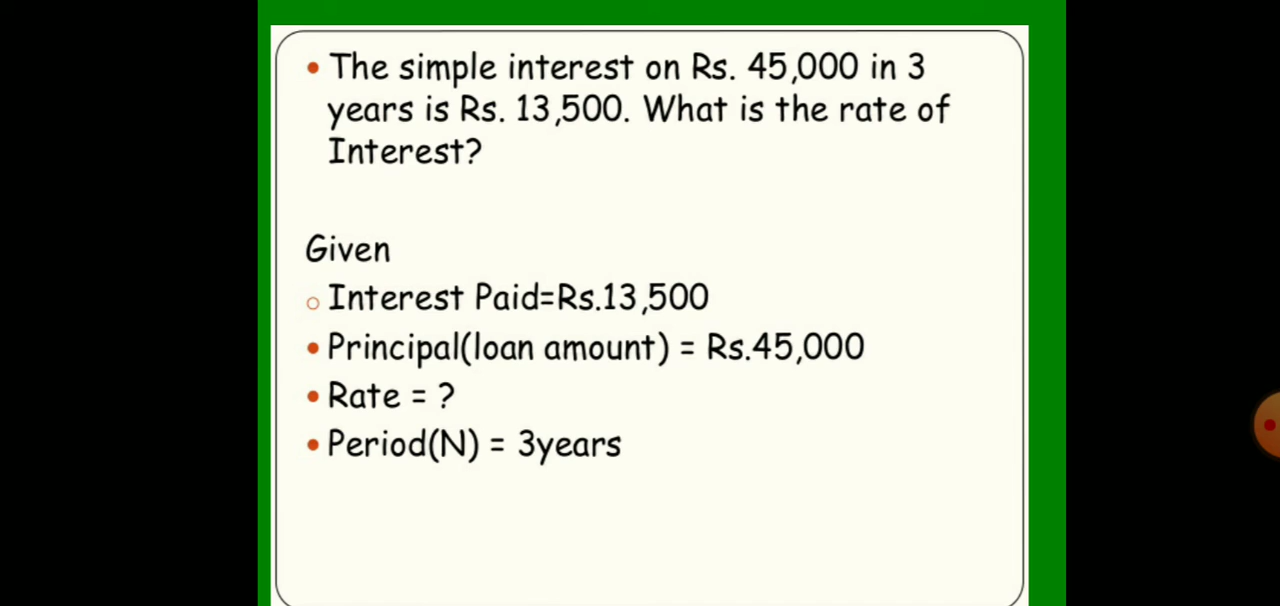 • The simple interest on Rs. 45,000 in 3
years is Rs. 13,500. What is the rate of
Interest?
Given
○ Interest Paid=Rs.13,500
• Principal(loan amount) = Rs.45,000
• Rate = ?
• Period(N) = 3years